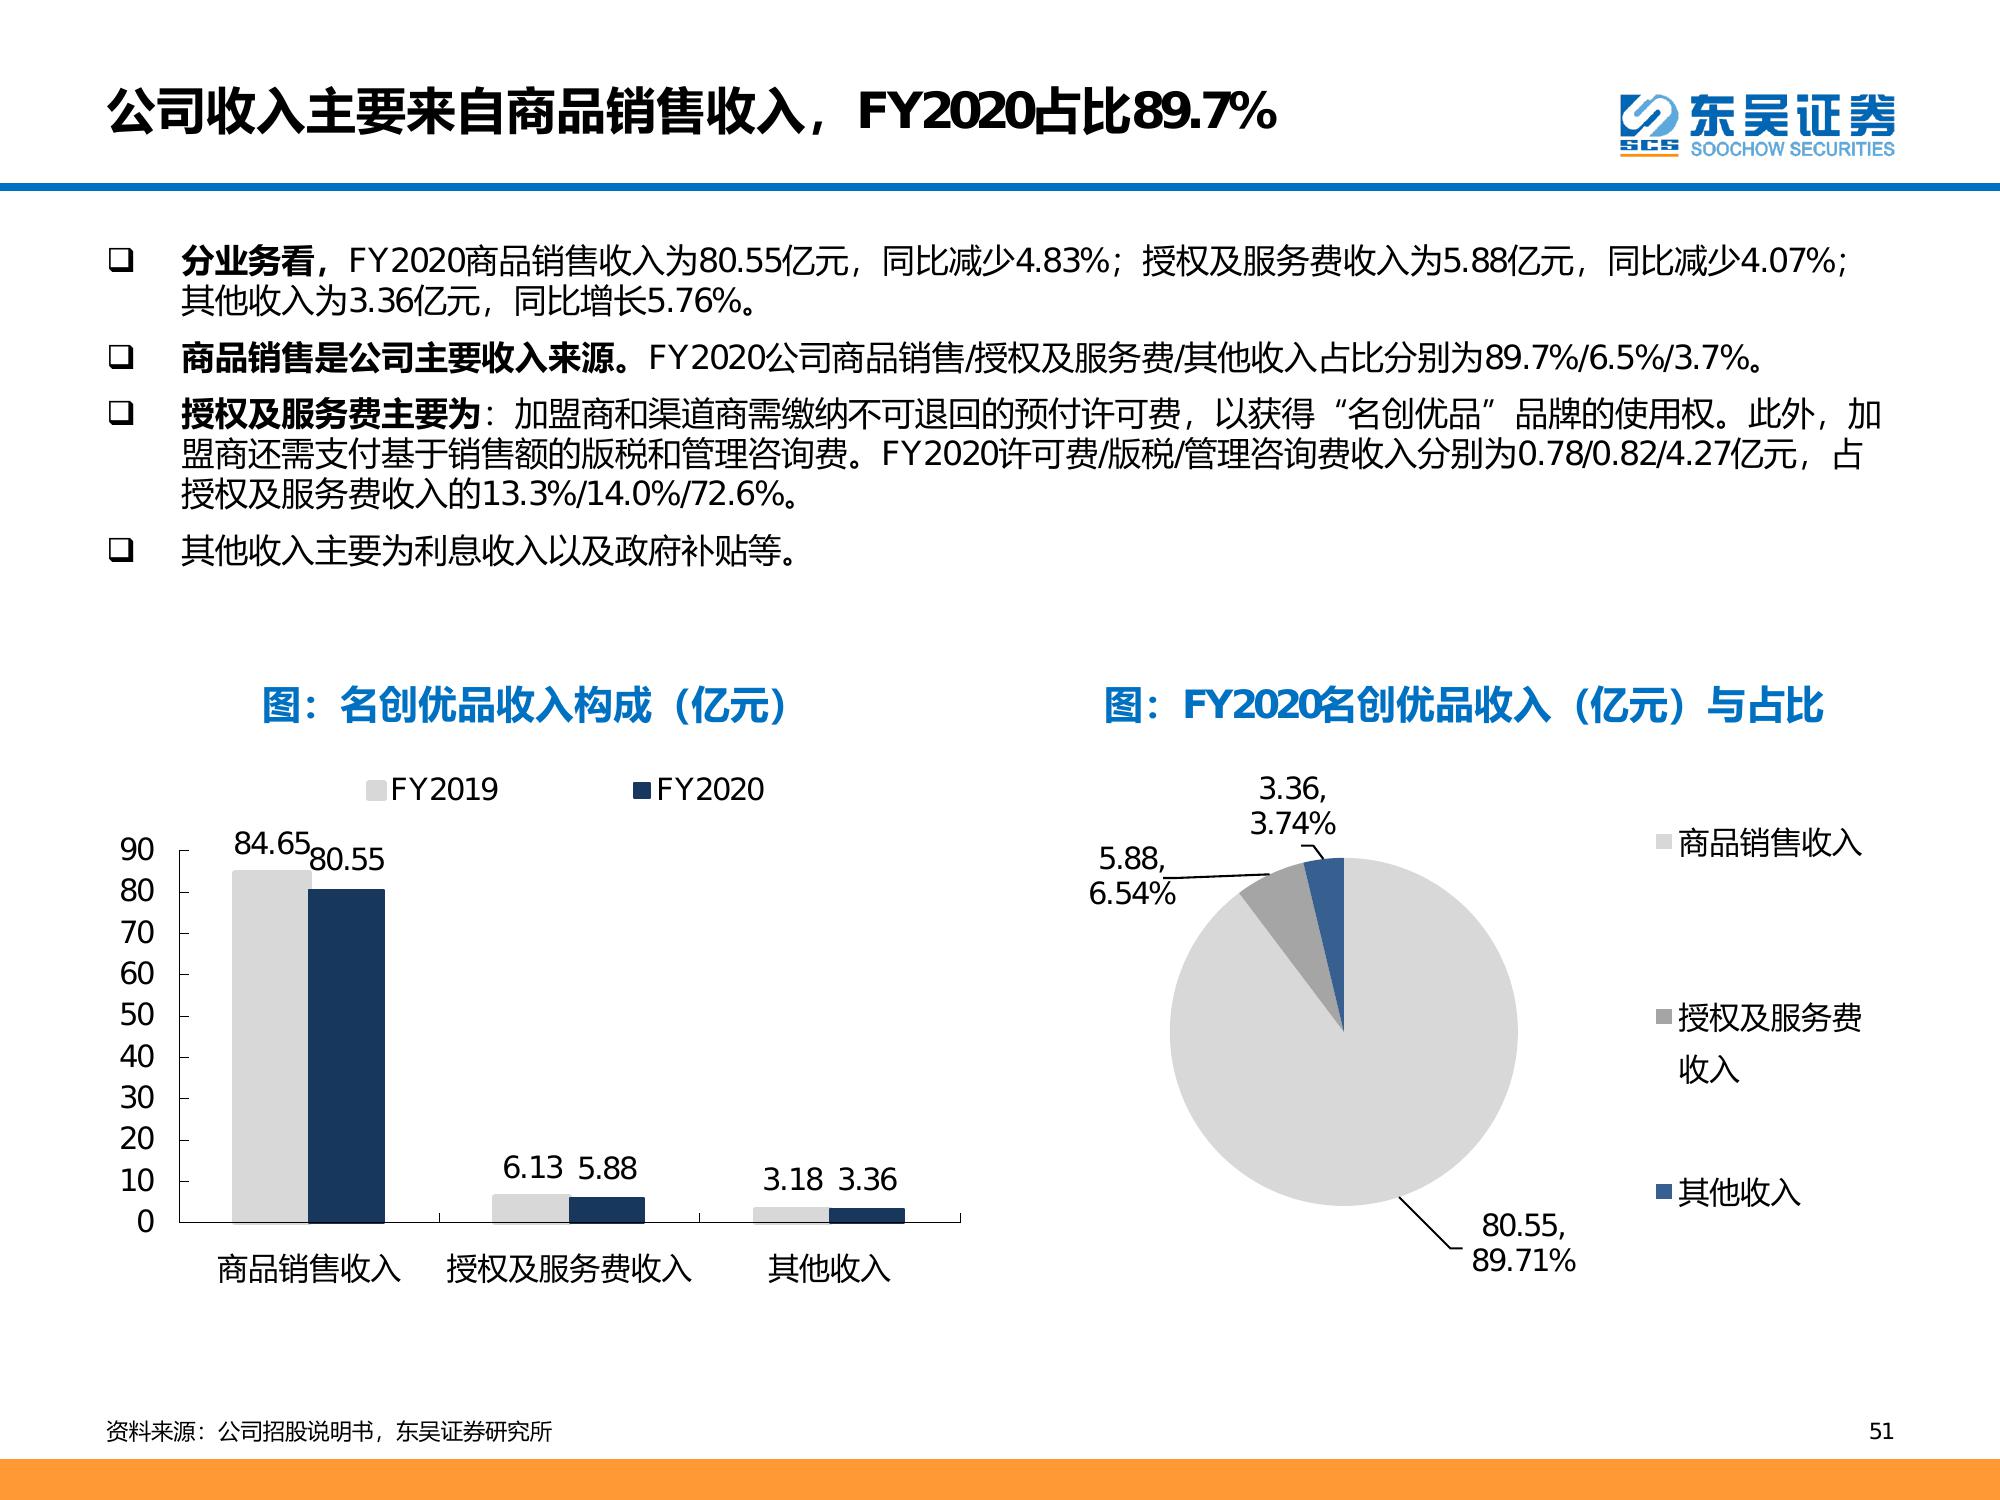 公司收入主要来自商品销售收入，FY2020占比89.7%
东吴证券
SCS
SOOCHOW SECURITIES
❑ 分业务看，FY2020商品销售收入为80.55亿元，同比减少4.83%；授权及服务费收入为5.88亿元，同比减少4.07%；
其他收入为3.36亿元，同比增长5.76%。
❑ 商品销售是公司主要收入来源。FY2020公司商品销售/授权及服务费/其他收入占比分别为89.7%/6.5%/3.7%。
❑ 授权及服务费主要为：加盟商和渠道商需缴纳不可退回的预付许可费，以获得“名创优品”品牌的使用权。此外，加
盟商还需支付基于销售额的版税和管理咨询费。FY2020许可费/版税/管理咨询费收入分别为0.78/0.82/4.27亿元，占
授权及服务费收入的13.3%/14.0%/72.6%。
❑ 其他收入主要为利息收入以及政府补贴等。
图：名创优品收入构成（亿元）
FY2019 FY2020
90
80
70
60
50
40
30
20
10
0
84.65
80.55
6.13 5.88
3.18 3.36
商品销售收入 授权及服务费收入 其他收入
图：FY2020名创优品收入（亿元）与占比
3.36,
3.74%
5.88,
6.54%
80.55,
89.71%
商品销售收入
授权及服务费
收入
其他收入
资料来源：公司招股说明书，东吴证券研究所
51